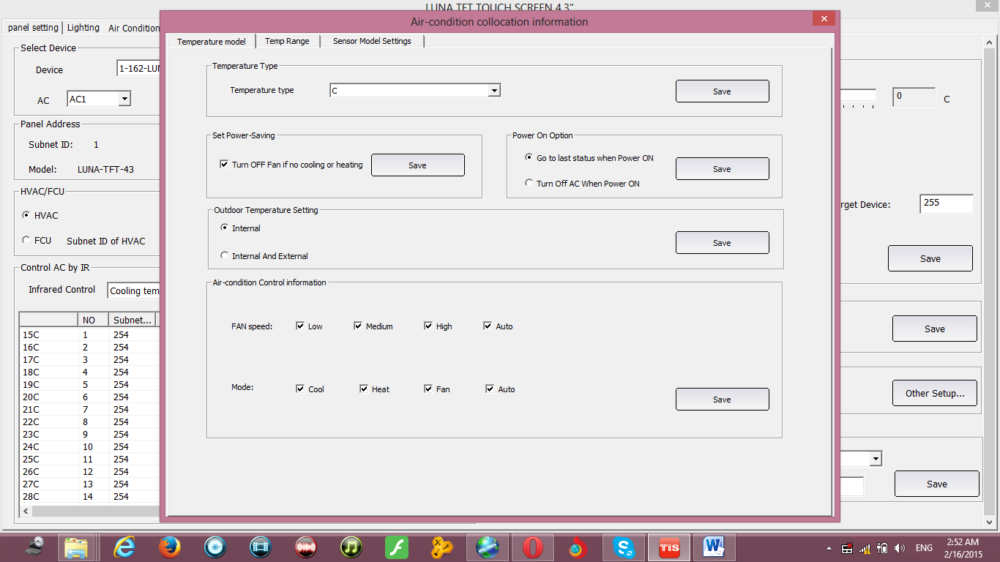 LUNA TFT TOUCH SCREEN 4.3"
Air-condition collocation information
panel setting Lighting Air Condition
Temperature model Temp Range Sensor Model Settings
Select Device
Device 1-162-LU
AC AC1
Panel Address
Subnet ID: 1
Model: LUNA-TFT-43
HVAC/FCU
HVAC
FCU Subnet ID of HVAC
Control AC by IR
Infrared Control Cooling tem
NO Subnet...
15C 1 254
16C 2 254
17C 3 254
18C 4 254
19C 5 254
20C 6 254
21C 7 254
22C 8 254
23C 9 254
24C 10 254
25C 11 254
26C 12 254
27C 13 254
28C 14 254
Temperature Type
Temperature type C Save
Set Power-Saving
Turn OFF Fan if no cooling or heating Save
Power On Option
Go to last status when Power ON
Turn Off AC When Power ON
Save
Outdoor Temperature Setting
Internal
Internal And External
Save
Air-condition Control information
FAN speed: Low Medium High Auto
Mode: Cool Heat Fan Auto
Save
0 C
rget Device: 255
Save
Save
Other Setup...
Save
WEB FINDER
TIS
ENG
2:52 AM
2/16/2015